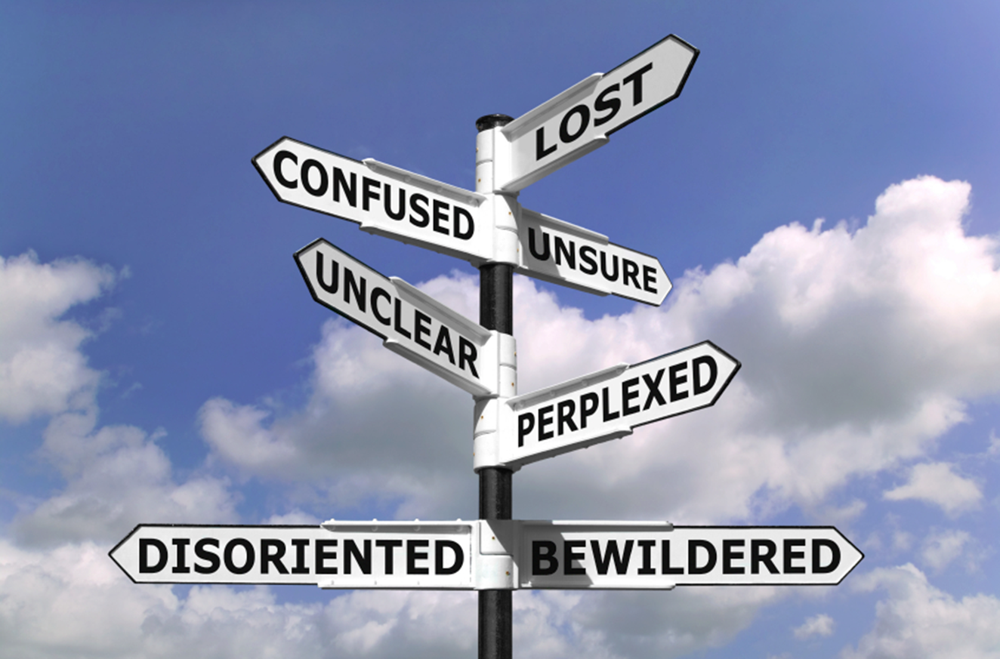 LOST
CONFUSED
UNSURE
UNCLEAR
PERPLEXED
DISORIENTED
BEWILDERED